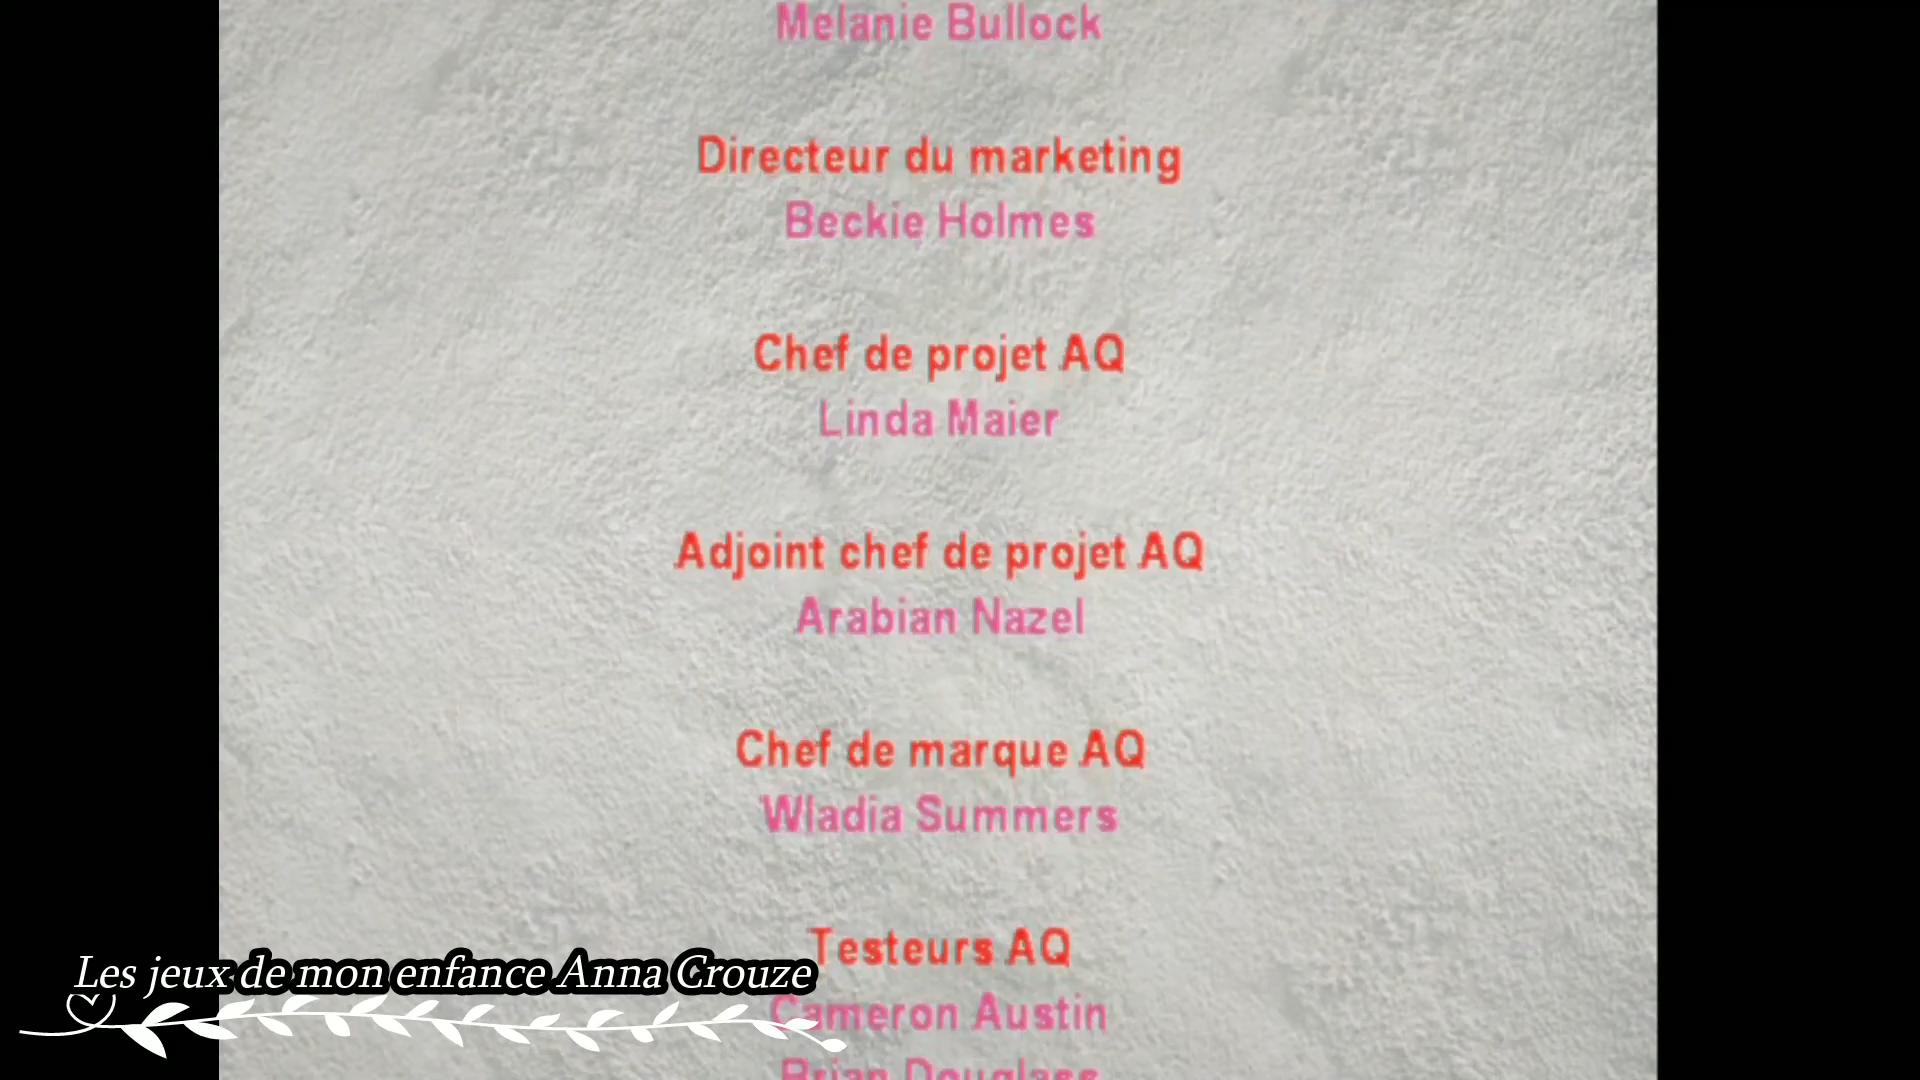 Melanie Bullock
Directeur du marketing
Beckie Holmes
Chef de projet AQ
Linda Maier
Adjoint chef de projet AQ
Arabian Nazel
Chef de marque AQ
Wladia Summers
Testeurs AQ
Les jeux de mon enfance Anna Crouze
Cameron Austin
Brian Douglass